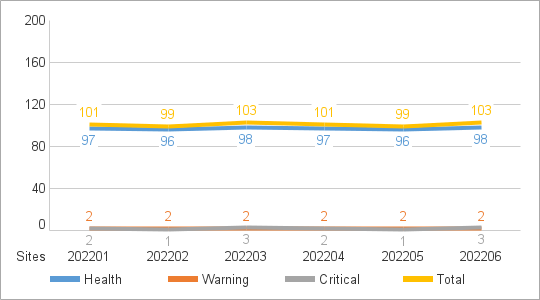 200
160
120
101 99 103 101 99 103
97 96 98 97 96 98
80
40
2 2 2 2 2 2
0
2 1 3 2 1 3
Sites 202201 202202 202203 202204 202205 202206
Health Warning Critical Total